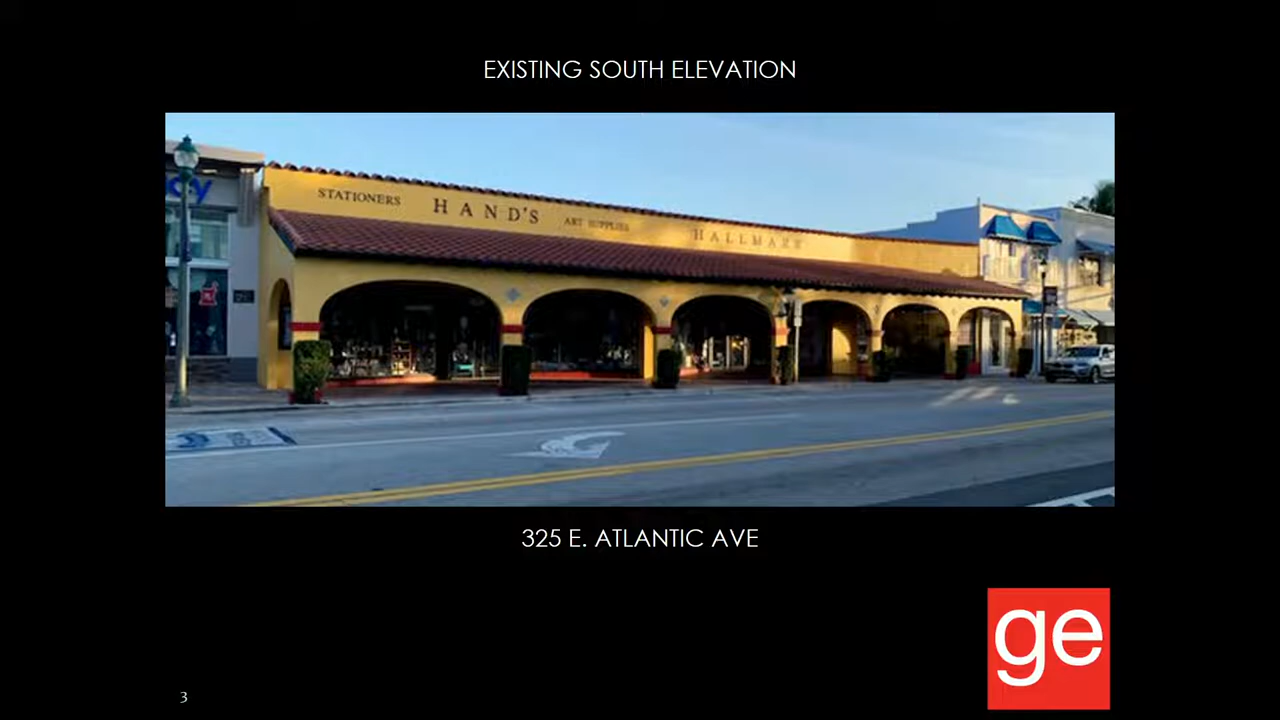 EXISTING SOUTH ELEVATION
STATIONERS
HAND'S
ART SUPPLIES
HALLMARK
325 E. ATLANTIC AVE
ge
3